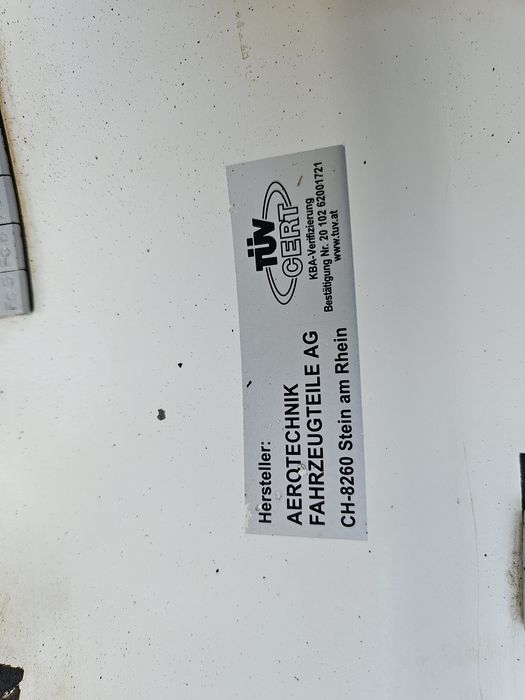 Hersteller:
AEROTECHNIK
FAHRZEUGTEILE AG
CH-8260 Stein am Rhein
TÜV
CERT
KBA-Verifizierung
Bestätigung Nr. 20 102 62001721
www.tuv.at